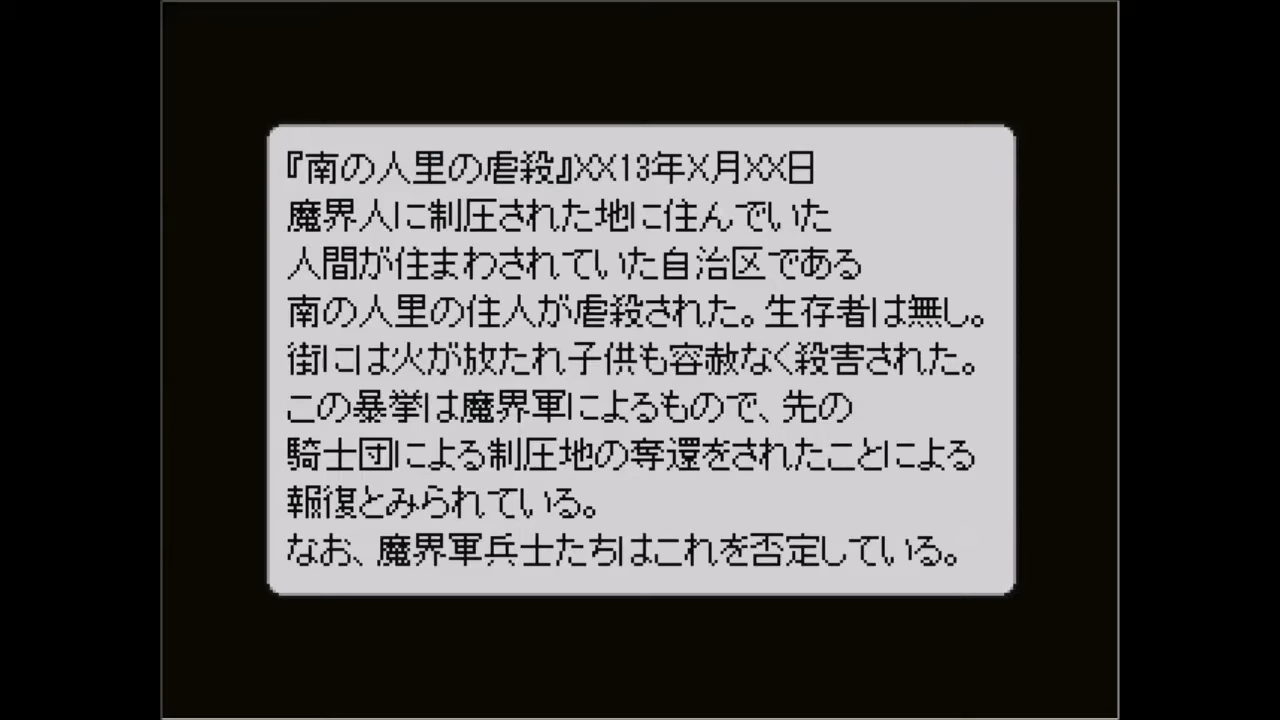 『南の人里の虐殺』XX13年X月XX日
魔界人に制圧された地に住んでいた
人間が住まわされていた自治区である
南の人里の住人が虐殺された。生存者は無し。
街には火が放たれ子供も容赦なく殺害された。
この暴挙は魔界軍によるもので、先の
騎士団による制圧地の奪還をされたことによる
報復とみられている。
なお、魔界軍兵士たちはこれを否定している。